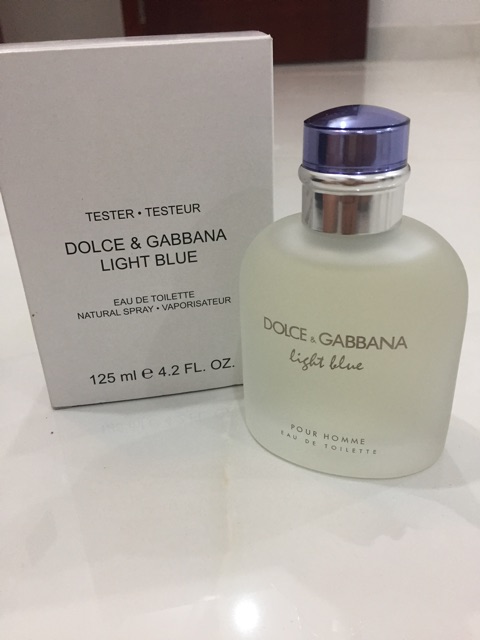 TESTER • TESTEUR
DOLCE & GABBANA
LIGHT BLUE
EAU DE TOILETTE
NATURAL SPRAY • VAPORISATEUR
125 ml ℮ 4.2 FL. OZ.
DOLCE & GABBANA
light blue
POUR HOMME
EAU DE TOILETTE